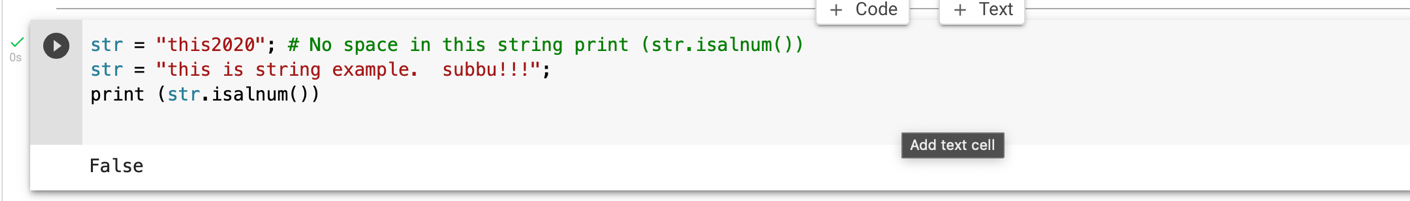 + Code + Text
0s
str = "this2020"; # No space in this string print (str.isalnum())
str = "this is string example.  subbu!!!";
print (str.isalnum())
Add text cell
False